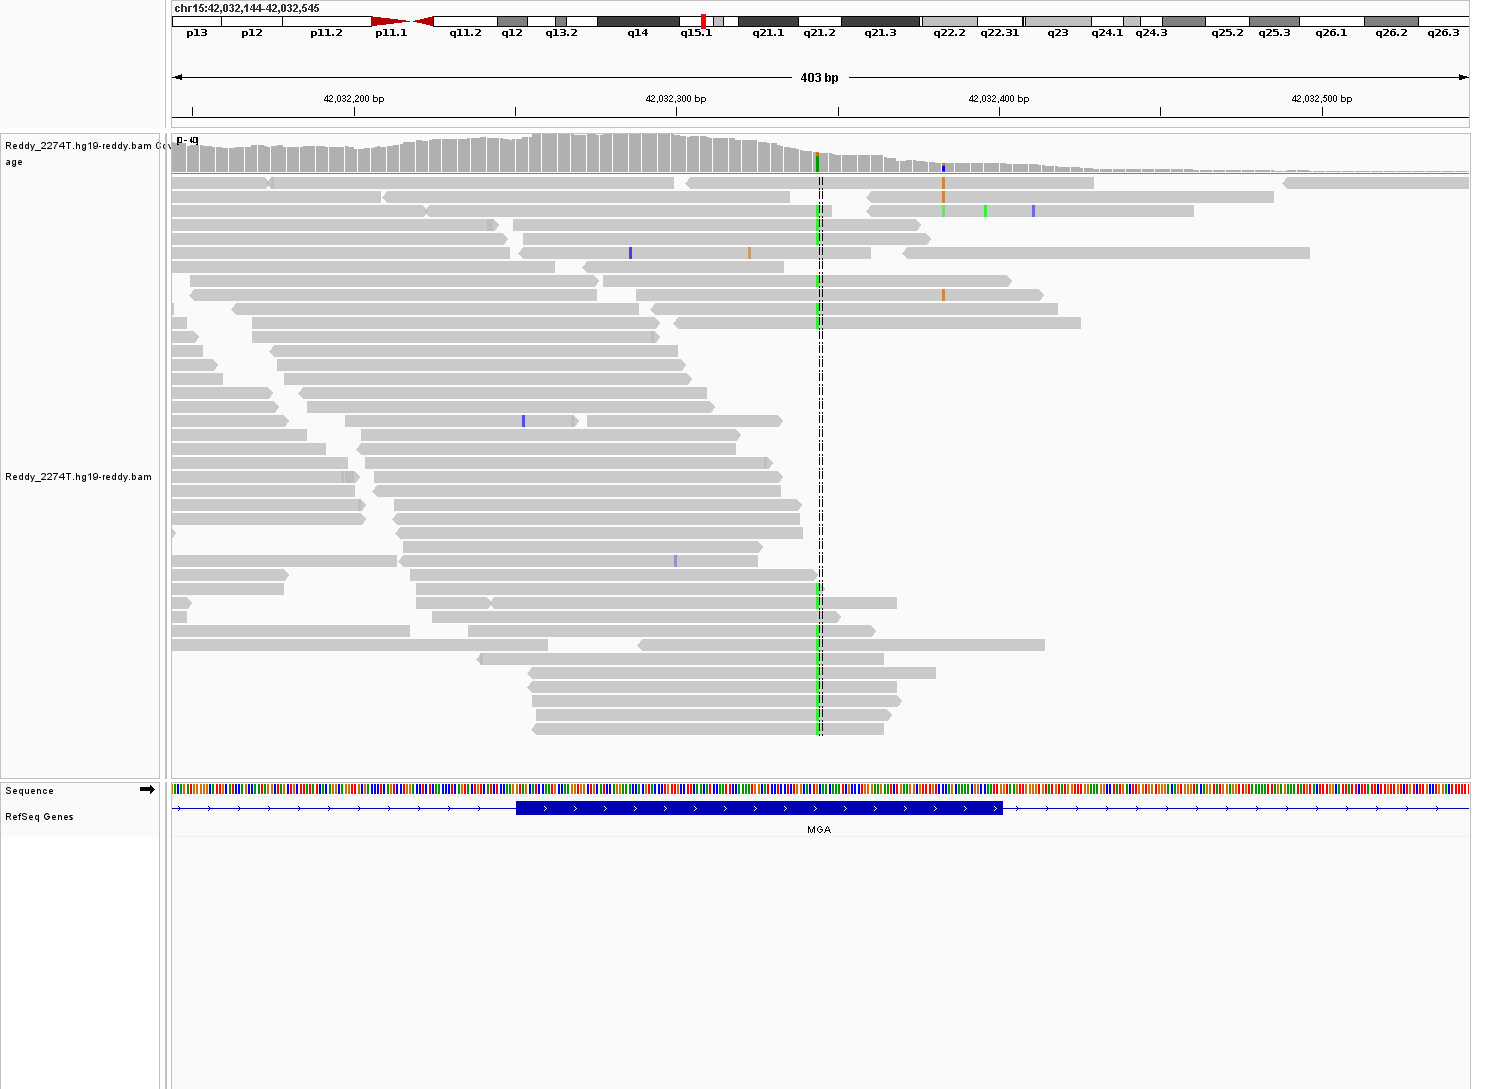 chr15:42,032,144-42,032,545
p13 p12 p11.2 p11.1 q11.2 q12 q13.2 q14 q15.1 q21.1 q21.2 q21.3 q22.2 q22.31 q23 q24.1 q24.3 q25.2 q25.3 q26.1 q26.2 q26.3
403 bp
42,032,200 bp 42,032,300 bp 42,032,400 bp 42,032,500 bp
Reddy_2274T.hg19-reddy.bam Cov
age
Reddy_2274T.hg19-reddy.bam
Sequence
RefSeq Genes
MGA